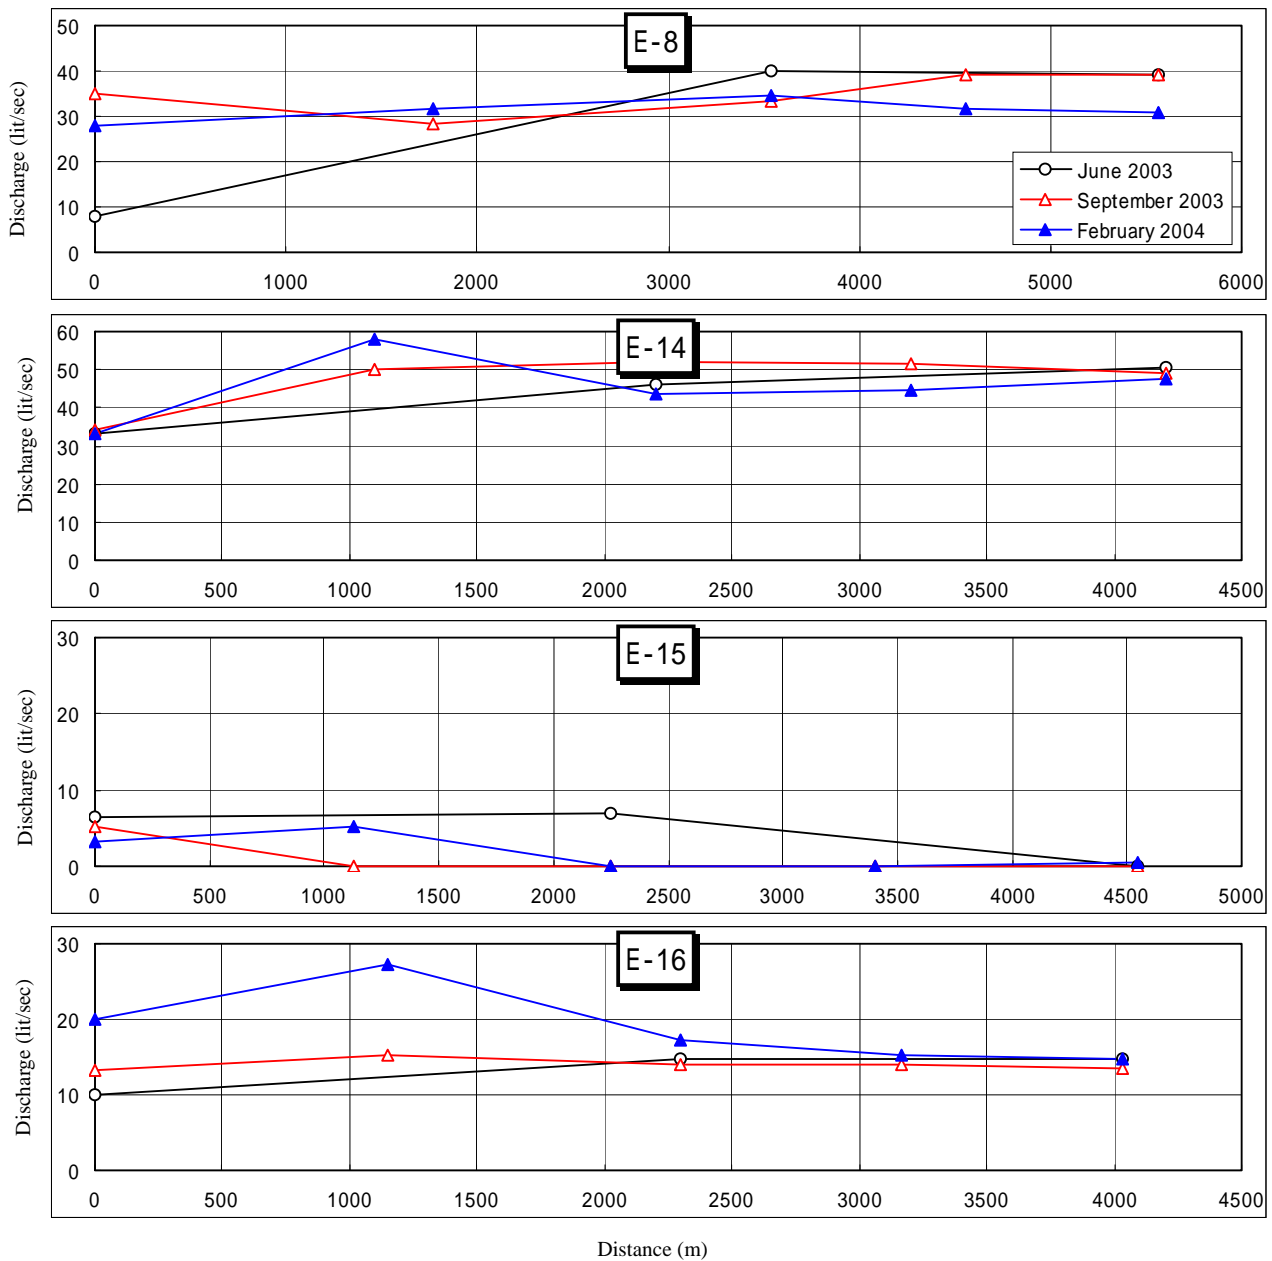 E-8
50
40
30
20
10
0
Discharge (lit/sec)
June 2003
September 2003
February 2004
0 1000 2000 3000 4000 5000 6000
E-14
60
50
40
30
20
10
0
Discharge (lit/sec)
0 500 1000 1500 2000 2500 3000 3500 4000 4500
E-15
30
20
10
0
Discharge (lit/sec)
0 500 1000 1500 2000 2500 3000 3500 4000 4500 5000
E-16
30
20
10
0
Discharge (lit/sec)
0 500 1000 1500 2000 2500 3000 3500 4000 4500
Distance (m)